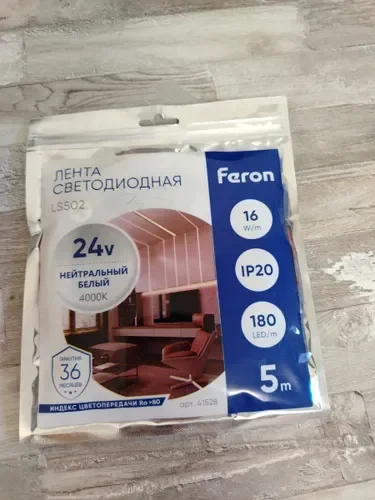 ЛЕНТА
СВЕТОДИОДНАЯ
LS502
24v
НЕЙТРАЛЬНЫЙ
БЕЛЫЙ
4000K
ГАРАНТИЯ
36
МЕСЯЦЕВ
ИНДЕКС ЦВЕТОПЕРЕДАЧИ Ra >80
арт. 41528
Feron
16
W/m
IP20
180
LED/m
5m